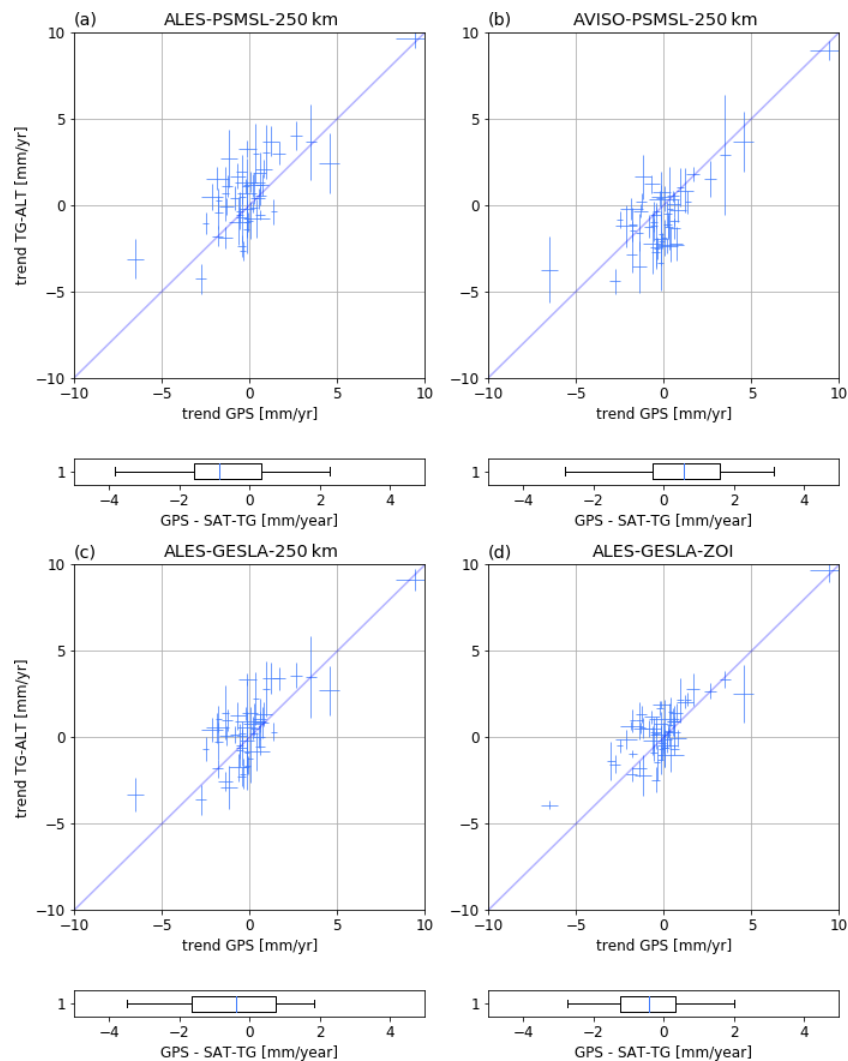 (a) ALES-PSMSL-250 km
(b) AVISO-PSMSL-250 km
10
5
0
−5
−10
trend TG-ALT [mm/yr]
−10 −5 0 5 10
trend GPS [mm/yr]
10
5
0
−5
−10
−10 −5 0 5 10
trend GPS [mm/yr]
1
−4 −2 0 2 4
GPS - SAT-TG [mm/year]
1
−4 −2 0 2 4
GPS - SAT-TG [mm/year]
(c) ALES-GESLA-250 km
(d) ALES-GESLA-ZOI
10
5
0
−5
−10
trend TG-ALT [mm/yr]
−10 −5 0 5 10
trend GPS [mm/yr]
10
5
0
−5
−10
−10 −5 0 5 10
trend GPS [mm/yr]
1
−4 −2 0 2 4
GPS - SAT-TG [mm/year]
1
−4 −2 0 2 4
GPS - SAT-TG [mm/year]